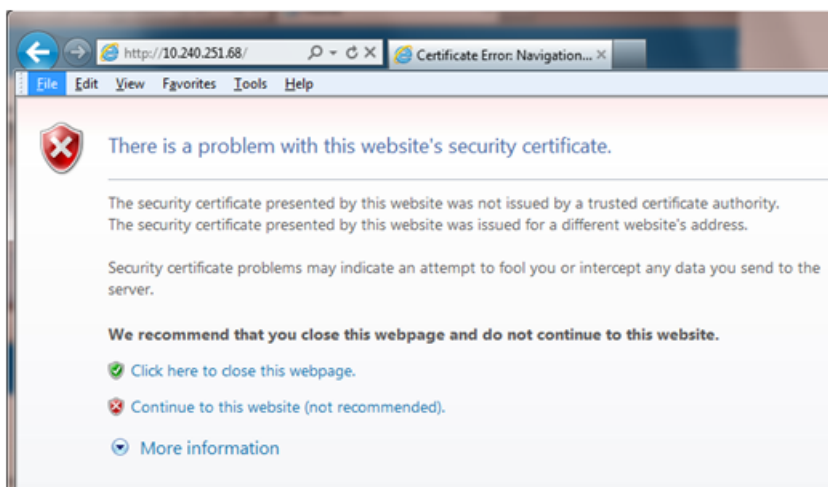 http://10.240.251.68/
Certificate Error: Navigation...
File Edit View Favorites Tools Help
There is a problem with this website's security certificate.
The security certificate presented by this website was not issued by a trusted certificate authority.
The security certificate presented by this website was issued for a different website's address.
Security certificate problems may indicate an attempt to fool you or intercept any data you send to the
server.
We recommend that you close this webpage and do not continue to this website.
Click here to close this webpage.
Continue to this website (not recommended).
More information